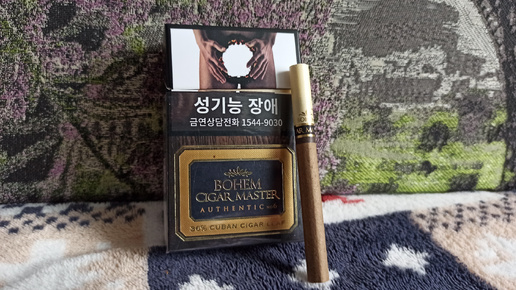 성기능 장애
금연상담전화 1544-9030
BOHEM
CIGAR MASTER
AUTHENTIC
36% CUBAN CIGAR